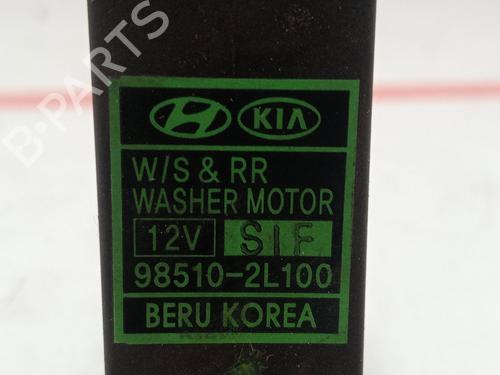 B-PARTS
KIA
W/S & RR
WASHER MOTOR
12V SIF
98510-2L100
BERU KOREA